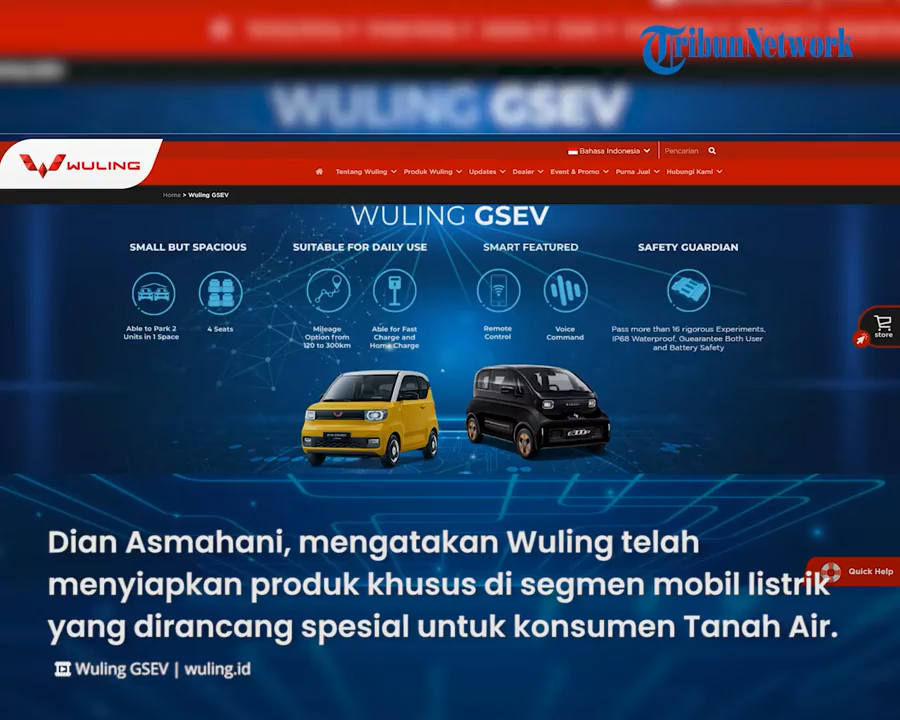 TribunNetwork
WULING GSEV
WULING
Bahasa Indonesia
Pencarian
Tentang Wuling
Produk Wuling
Updates
Dealer
Event & Promo
Purna Jual
Hubungi Kami
Home > Wuling GSEV
WULING GSEV
SMALL BUT SPACIOUS
Able to Park 2
Units in 1 Space
4 Seats
SUITABLE FOR DAILY USE
Mileage
Option from
120 to 300km
Able for Fast
Charge and
Home Charge
SMART FEATURED
Remote
Control
Voice
Command
SAFETY GUARDIAN
Pass more than 16 rigorous Experiments,
IP68 Waterproof, Guearantee Both User
and Battery Safety
store
Dian Asmahani, mengatakan Wuling telah
menyiapkan produk khusus di segmen mobil listrik
yang dirancang spesial untuk konsumen Tanah Air.
Quick Help
Wuling GSEV | wuling.id